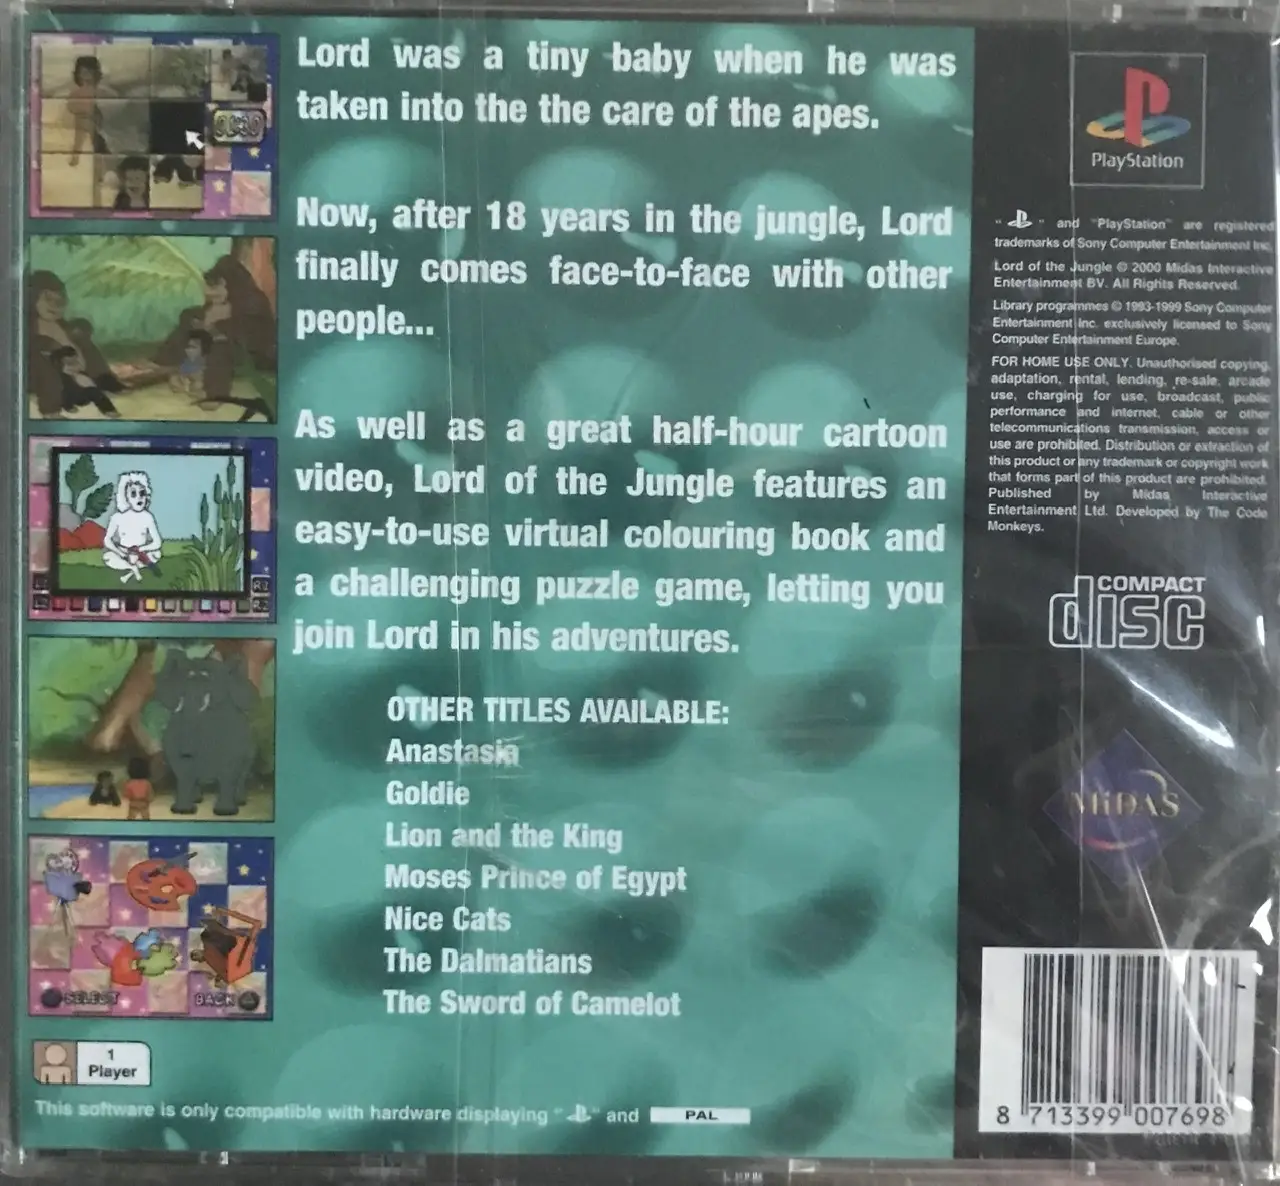 Lord was a tiny baby when he was
taken into the the care of the apes.
Now, after 18 years in the jungle, Lord
finally comes face-to-face with other
people...
As well as a great half-hour cartoon
video, Lord of the Jungle features an
easy-to-use virtual colouring book and
a challenging puzzle game, letting you
join Lord in his adventures.
OTHER TITLES AVAILABLE:
Anastasia
Goldie
Lion and the King
Moses Prince of Egypt
Nice Cats
The Dalmatians
The Sword of Camelot
SELECT
BACK
1
Player
This software is only compatible with hardware displaying " " and PAL
PlayStation
" " and "PlayStation" are registered
trademarks of Sony Computer Entertainment Inc.
Lord of the Jungle © 2000 Midas Interactive
Entertainment BV. All Rights Reserved.
Library programmes © 1993-1999 Sony Computer
Entertainment Inc. exclusively licensed to Sony
Computer Entertainment Europe.
FOR HOME USE ONLY. Unauthorised copying,
adaptation, rental, lending, re-sale, arcade
use, charging for use, broadcast, public
performance and internet, cable or other
telecommunications transmission, access or
use are prohibited. Distribution or extraction of
this product or any trademark or copyright work
that forms part of this product are prohibited.
Published by Midas Interactive
Entertainment Ltd. Developed by The Code
Monkeys.
COMPACT
disc
MiDAS
8 713399 007698